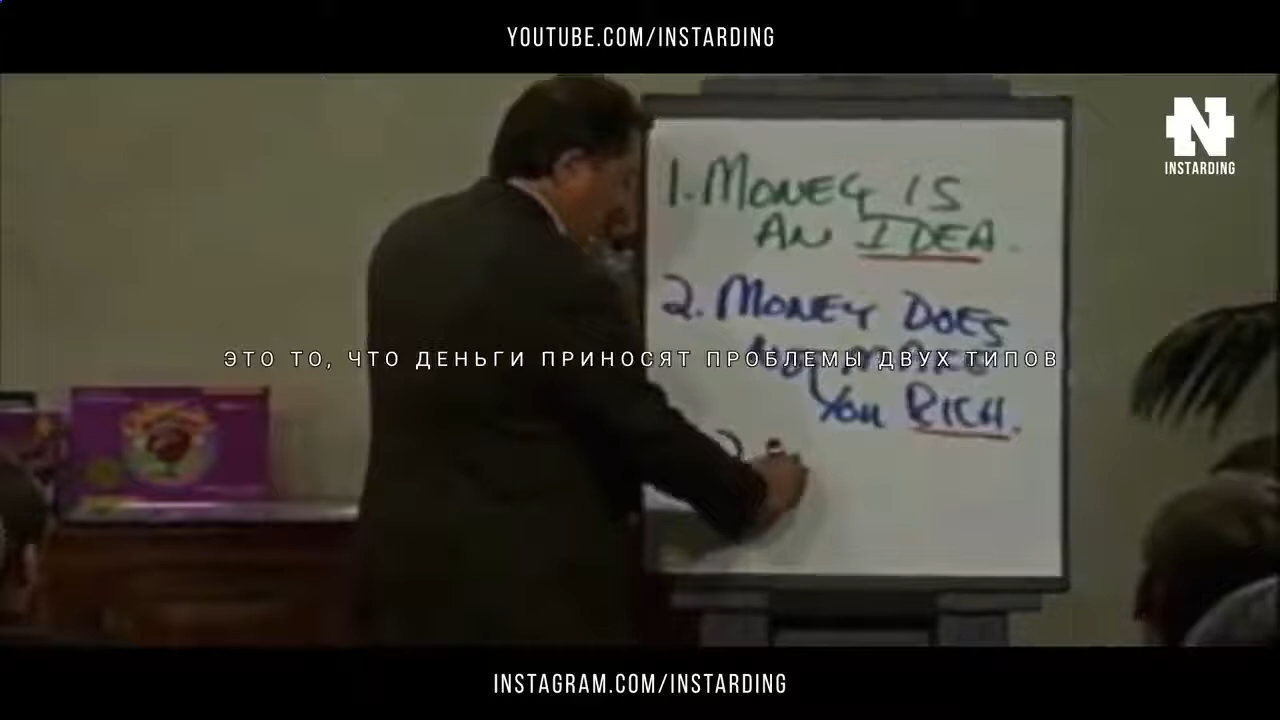 YOUTUBE.COM/INSTARDING
N
INSTARDING
1. MONEY IS
AN IDEA.
2. MONEY DOES
ЭТО ТО, ЧТО ДЕНЬГИ ПРИНОСЯТ ПРОБЛЕМЫ ДВУХ ТИПОВ
YOU RICH.
INSTAGRAM.COM/INSTARDING